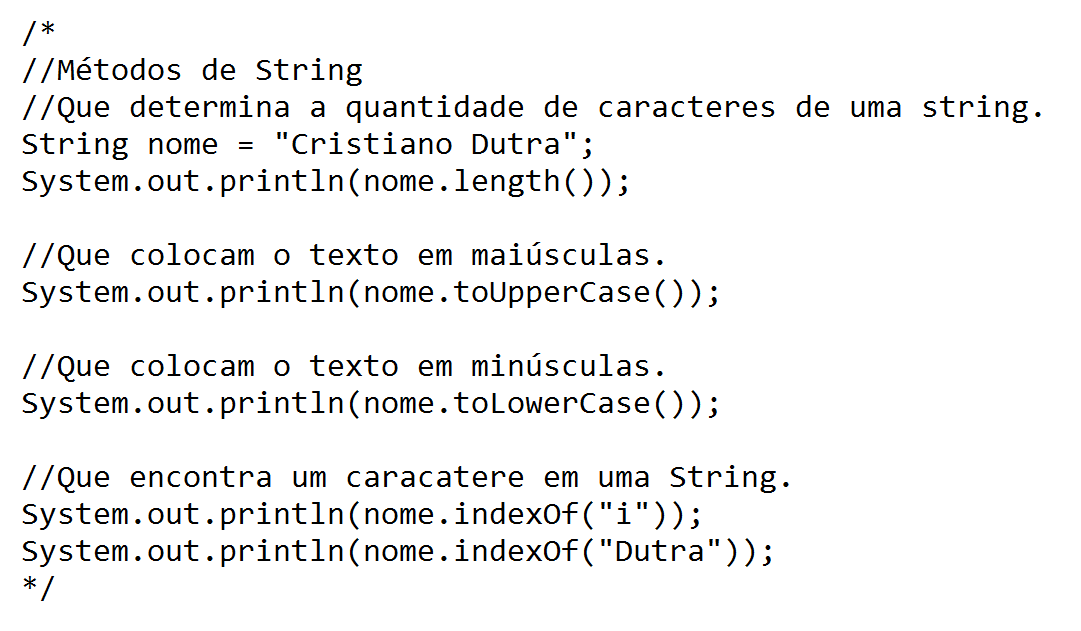 /*
//Métodos de String
//Que determina a quantidade de caracteres de uma string.
String nome = "Cristiano Dutra";
System.out.println(nome.length());

//Que colocam o texto em maiúsculas.
System.out.println(nome.toUpperCase());

//Que colocam o texto em minúsculas.
System.out.println(nome.toLowerCase());

//Que encontra um caracatere em uma String.
System.out.println(nome.indexOf("i"));
System.out.println(nome.indexOf("Dutra"));
*/